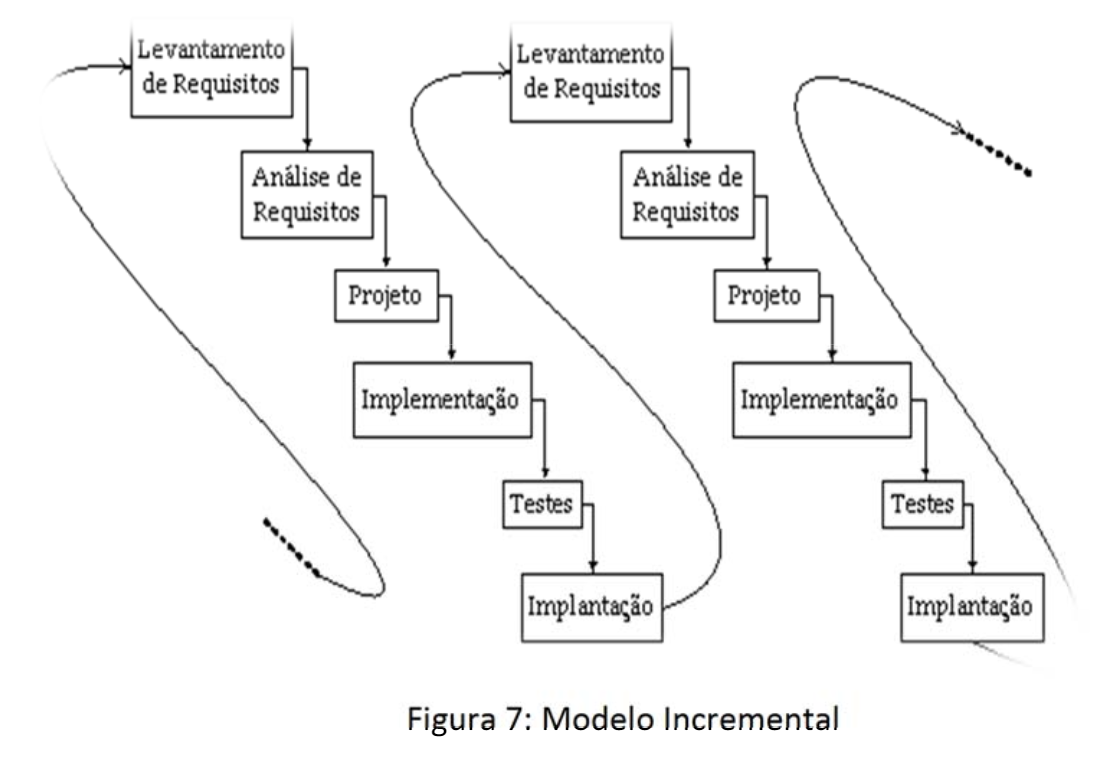 Levantamento
de Requisitos
Análise de
Requisitos
Projeto
Implementação
Testes
Implantação
Levantamento
de Requisitos
Análise de
Requisitos
Projeto
Implementação
Testes
Implantação
Figura 7: Modelo Incremental